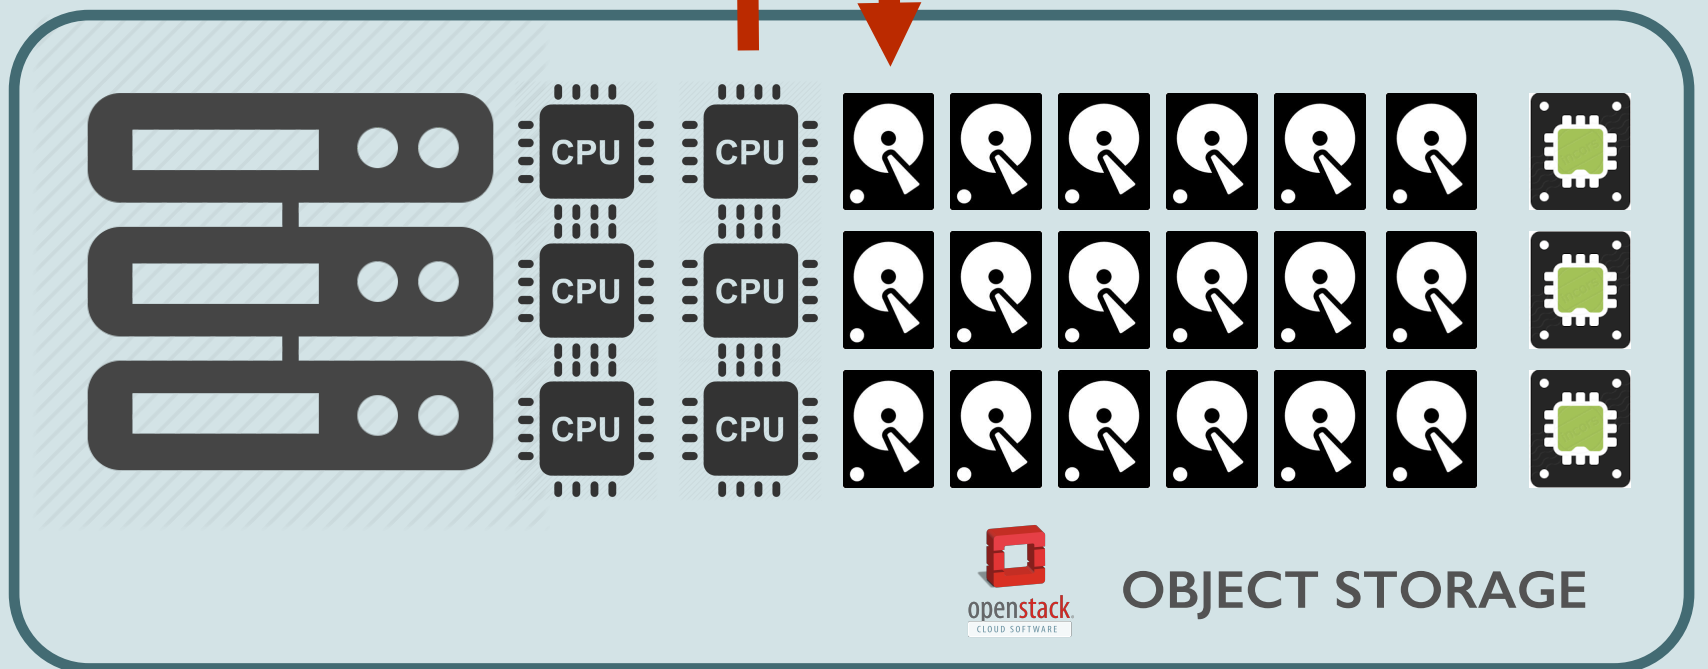 CPU CPU
CPU CPU
CPU CPU
openstack
CLOUD SOFTWARE
OBJECT STORAGE